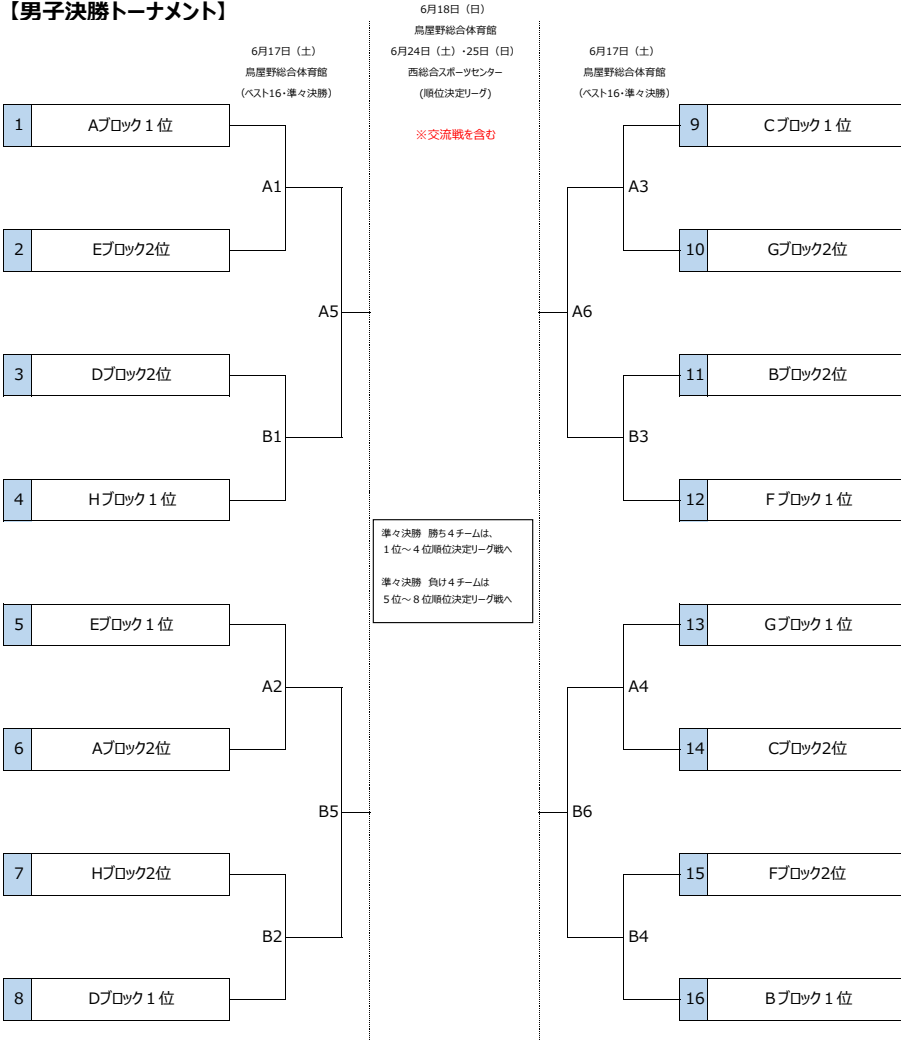 【男子決勝トーナメント】
6月18日（日）
鳥屋野総合体育館
6月24日（土）・25日（日）
西総合スポーツセンター
(順位決定リーグ)
※交流戦を含む
6月17日（土）
鳥屋野総合体育館
（ベスト16・準々決勝）
6月17日（土）
鳥屋野総合体育館
（ベスト16・準々決勝）
1 Aブロック１位
A1
2 Eブロック2位
A5
3 Dブロック2位
B1
4 Hブロック１位
5 Eブロック１位
A2
6 Aブロック2位
B5
7 Hブロック2位
B2
8 Dブロック１位
準々決勝 勝ち４チームは、
１位～４位順位決定リーグ戦へ
準々決勝 負け４チームは
５位～８位順位決定リーグ戦へ
9 Cブロック１位
A3
10 Gブロック2位
A6
11 Bブロック2位
B3
12 Fブロック１位
13 Gブロック１位
A4
14 Cブロック2位
B6
15 Fブロック2位
B4
16 Bブロック１位